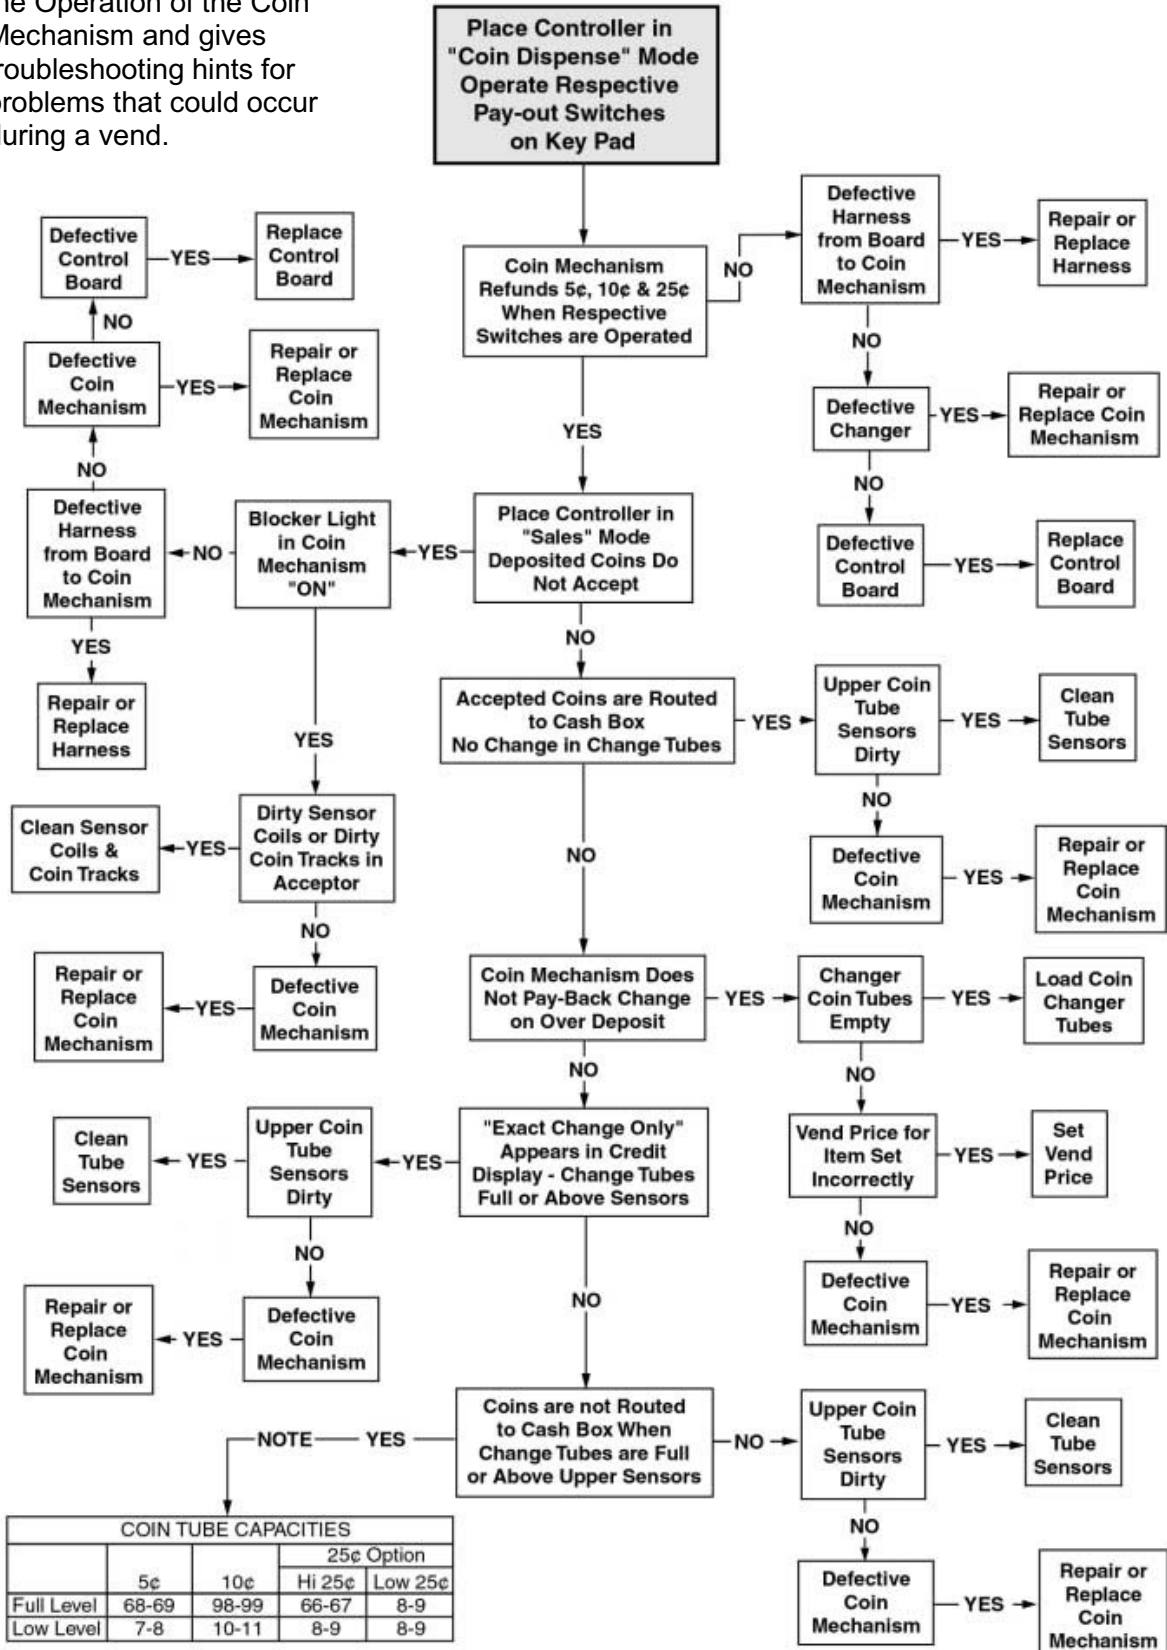 the Operation of the Coin
Mechanism and gives
troubleshooting hints for
problems that could occur
during a vend.
Place Controller in
"Coin Dispense" Mode
Operate Respective
Pay-out Switches
on Key Pad
Defective
Control
Board
YES
Replace
Control
Board
NO
Defective
Coin
Mechanism
YES
Repair or
Replace
Coin
Mechanism
NO
Coin Mechanism
Refunds 5¢, 10¢ & 25¢
When Respective
Switches are Operated
NO
Defective
Harness
from Board
to Coin
Mechanism
YES
Repair or
Replace
Harness
NO
Defective
Changer
YES
Repair or
Replace Coin
Mechanism
NO
Defective
Control
Board
YES
Replace
Control
Board
YES
Place Controller in
"Sales" Mode
Deposited Coins Do
Not Accept
YES
Blocker Light
in Coin
Mechanism
"ON"
NO
Defective
Harness
from Board
to Coin
Mechanism
YES
Repair or
Replace
Harness
YES
Dirty Sensor
Coils or Dirty
Coin Tracks in
Acceptor
YES
Clean Sensor
Coils &
Coin Tracks
NO
Defective
Coin
Mechanism
YES
Repair or
Replace
Coin
Mechanism
NO
Accepted Coins are Routed
to Cash Box
No Change in Change Tubes
YES
Upper Coin
Tube
Sensors
Dirty
YES
Clean
Tube
Sensors
NO
Defective
Coin
Mechanism
YES
Repair or
Replace
Coin
Mechanism
NO
Coin Mechanism Does
Not Pay-Back Change
on Over Deposit
YES
Changer
Coin Tubes
Empty
YES
Load Coin
Changer
Tubes
NO
Vend Price for
Item Set
Incorrectly
YES
Set
Vend
Price
NO
Defective
Coin
Mechanism
YES
Repair or
Replace
Coin
Mechanism
NO
"Exact Change Only"
Appears in Credit
Display - Change Tubes
Full or Above Sensors
YES
Upper Coin
Tube
Sensors
Dirty
YES
Clean
Tube
Sensors
NO
Defective
Coin
Mechanism
YES
Repair or
Replace
Coin
Mechanism
NO
Coins are not Routed
to Cash Box When
Change Tubes are Full
or Above Upper Sensors
NO
Upper Coin
Tube
Sensors
Dirty
YES
Clean
Tube
Sensors
NO
Defective
Coin
Mechanism
YES
Repair or
Replace
Coin
Mechanism
NOTE YES
COIN TUBE CAPACITIES
25¢ Option
5¢ 10¢ Hi 25¢ Low 25¢
Full Level 68-69 98-99 66-67 8-9
Low Level 7-8 10-11 8-9 8-9